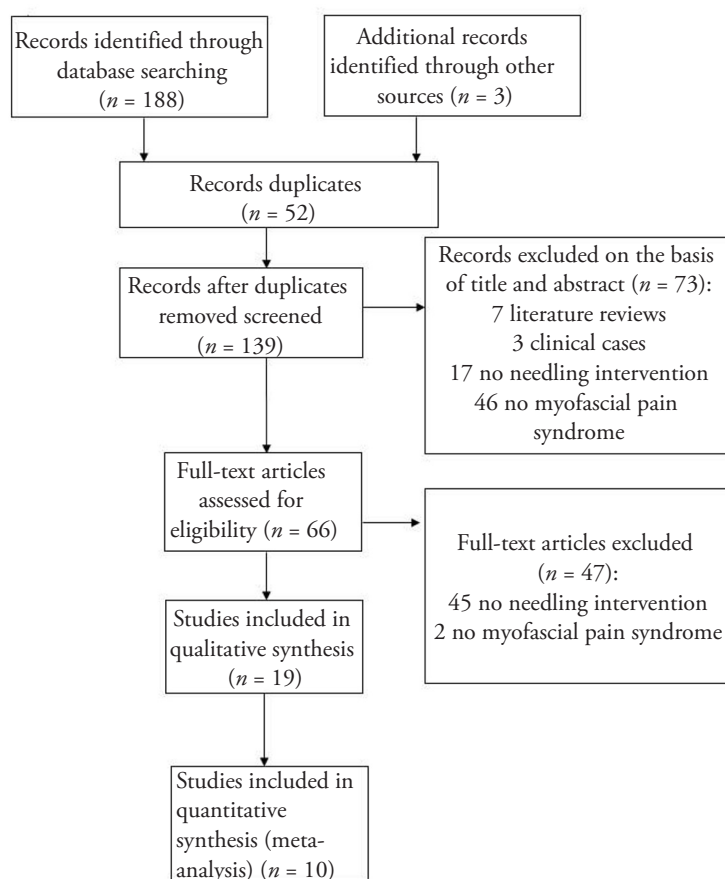 Records identified through
database searching
(n = 188)
Additional records
identified through other
sources (n = 3)
Records duplicates
(n = 52)
Records after duplicates
removed screened
(n = 139)
Records excluded on the basis
of title and abstract (n = 73):
7 literature reviews
3 clinical cases
17 no needling intervention
46 no myofascial pain
syndrome
Full-text articles
assessed for
eligibility (n = 66)
Full-text articles excluded
(n = 47):
45 no needling intervention
2 no myofascial pain syndrome
Studies included in
qualitative synthesis
(n = 19)
Studies included in
quantitative
synthesis (meta-
analysis) (n = 10)